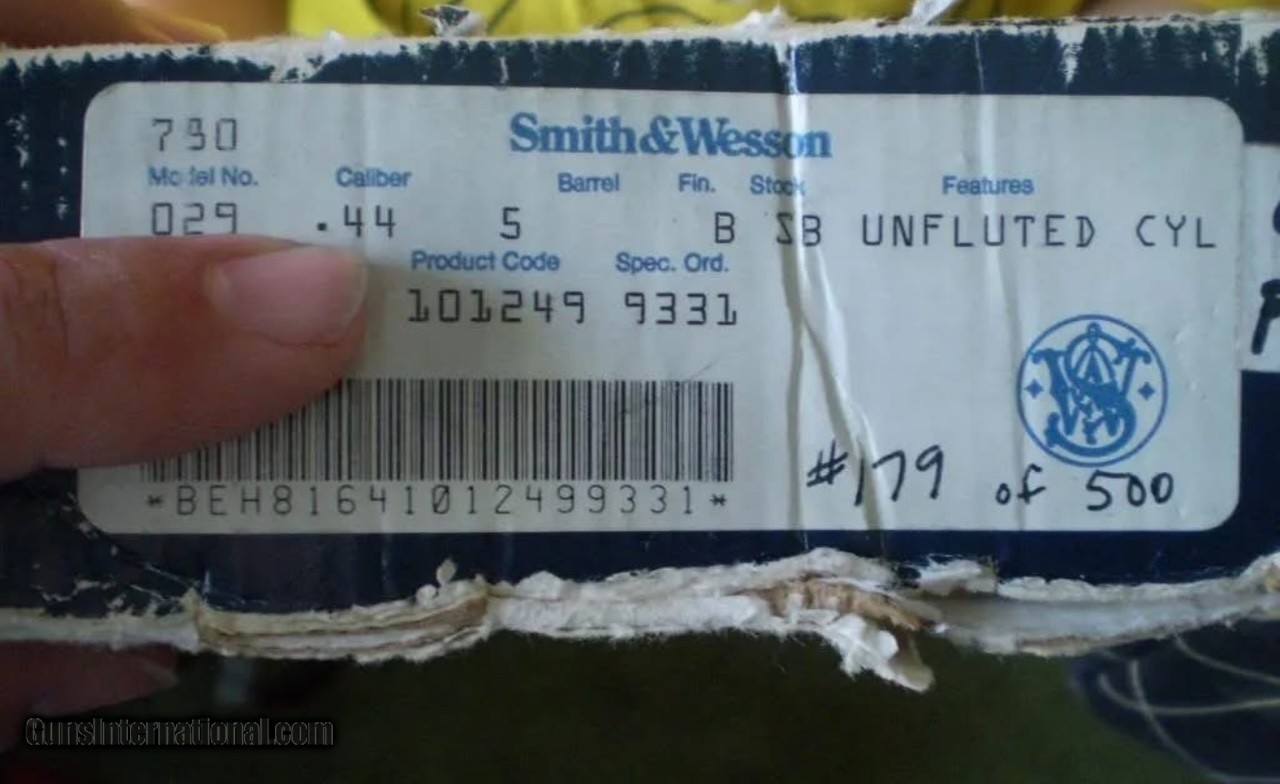 790
Smith&Wesson
Model No. Caliber Barrel Fin. Stock Features
029 .44 5 B SB UNFLUTED CYL
Product Code Spec. Ord.
101249 9331
*BEH81641012499331*
#179 of 500
GunsInternational.com